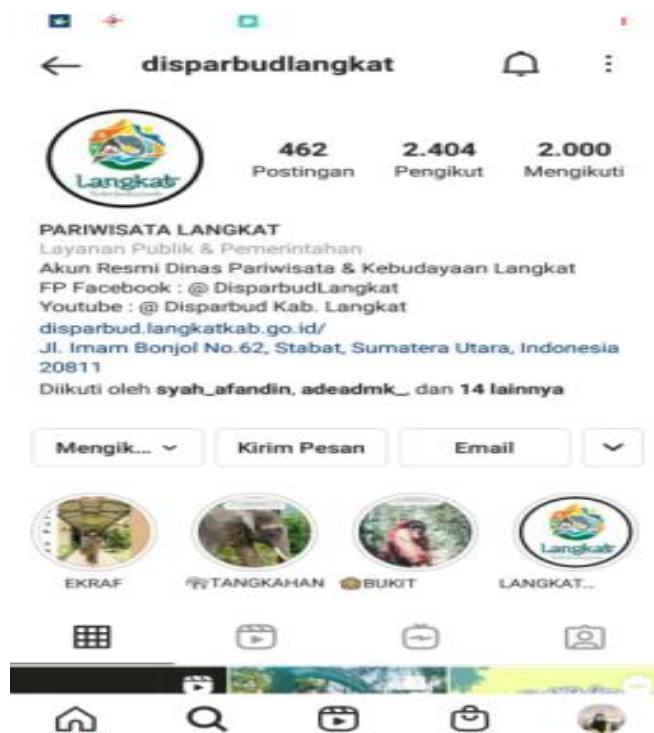 disparbudlangkat
Langkat
462 2.404 2.000
Postingan Pengikut Mengikuti
PARIWISATA LANGKAT
Layanan Publik & Pemerintahan
Akun Resmi Dinas Pariwisata & Kebudayaan Langkat
FP Facebook : @ DisparbudLangkat
Youtube : @ Disparbud Kab. Langkat
disparbud.langkatkab.go.id/
Jl. Imam Bonjol No.62, Stabat, Sumatera Utara, Indonesia
20811
Diikuti oleh syah_afandin, adeadmk_, dan 14 lainnya
Mengik... Kirim Pesan Email
Langkat
EKRAF TANGKAHAN BUKIT LANGKAT...